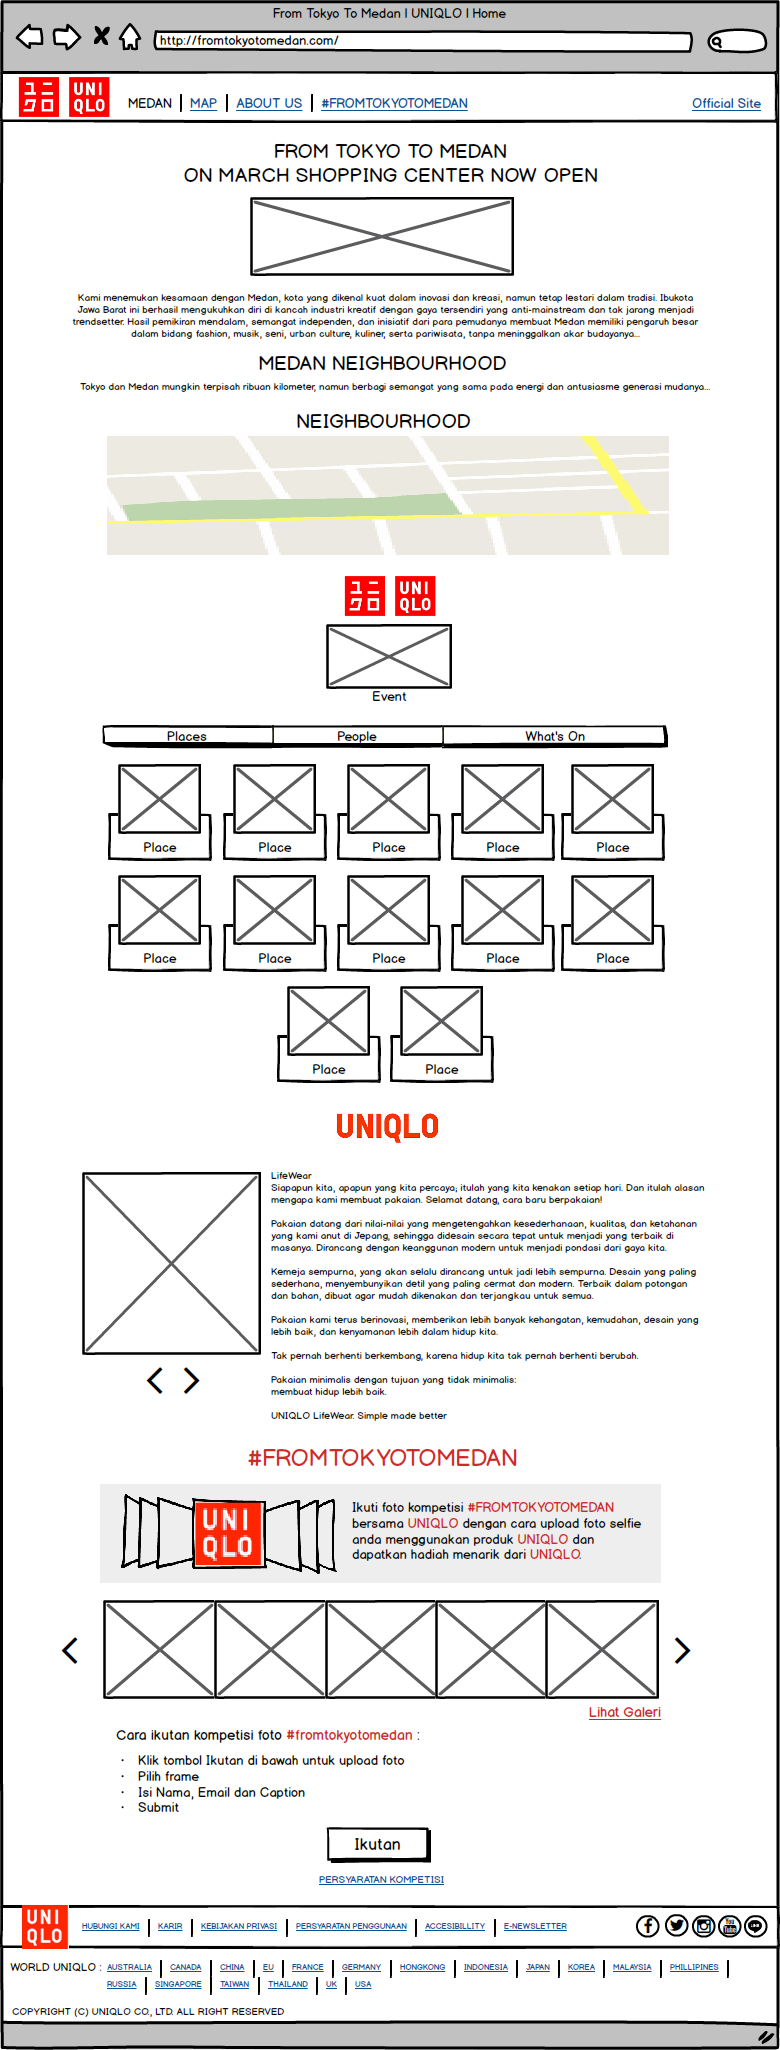 From Tokyo To Medan | UNIQLO | Home
http://fromtokyotomedan.com/
ユニ UNI
クロ QLO
MEDAN | MAP | ABOUT US | #FROMTOKYOTOMEDAN
Official Site
FROM TOKYO TO MEDAN
ON MARCH SHOPPING CENTER NOW OPEN
Kami menemukan kesamaan dengan Medan, kota yang dikenal kuat dalam inovasi dan kreasi, namun tetap lestari dalam tradisi. Ibukota
Jawa Barat ini berhasil mengukuhkan diri di kancah industri kreatif dengan gaya tersendiri yang anti-mainstream dan tak jarang menjadi
trendsetter. Hasil pemikiran mendalam, semangat independen, dan inisiatif dari para pemudanya membuat Medan memiliki pengaruh besar
dalam bidang fashion, musik, seni, urban culture, kuliner, serta pariwisata, tanpa meninggalkan akar budayanya...
MEDAN NEIGHBOURHOOD
Tokyo dan Medan mungkin terpisah ribuan kilometer, namun berbagi semangat yang sama pada energi dan antusiasme generasi mudanya...
NEIGHBOURHOOD
ユニ UNI
クロ QLO
Event
Places People What's On
Place Place Place Place Place
Place Place Place Place Place
Place Place
UNIQLO
LifeWear
Siapapun kita, apapun yang kita percaya; itulah yang kita kenakan setiap hari. Dan itulah alasan
mengapa kami membuat pakaian. Selamat datang, cara baru berpakaian!
Pakaian datang dari nilai-nilai yang mengetengahkan kesederhanaan, kualitas, dan ketahanan
yang kami anut di Jepang, sehingga didesain secara tepat untuk menjadi yang terbaik di
masanya. Dirancang dengan keanggunan modern untuk menjadi pondasi dari gaya kita.
Kemeja sempurna, yang akan selalu dirancang untuk jadi lebih sempurna. Desain yang paling
sederhana, menyembunyikan detil yang paling cermat dan modern. Terbaik dalam potongan
dan bahan, dibuat agar mudah dikenakan dan terjangkau untuk semua.
Pakaian kami terus berinovasi, memberikan lebih banyak kehangatan, kemudahan, desain yang
lebih baik, dan kenyamanan lebih dalam hidup kita.
Tak pernah berhenti berkembang, karena hidup kita tak pernah berhenti berubah.
Pakaian minimalis dengan tujuan yang tidak minimalis:
membuat hidup lebih baik.
UNIQLO LifeWear. Simple made better
#FROMTOKYOTOMEDAN
UNI
QLO
Ikuti foto kompetisi #FROMTOKYOTOMEDAN
bersama UNIQLO dengan cara upload foto selfie
anda menggunakan produk UNIQLO dan
dapatkan hadiah menarik dari UNIQLO.
Lihat Galeri
Cara ikutan kompetisi foto #fromtokyotomedan :
• Klik tombol Ikutan di bawah untuk upload foto
• Pilih frame
• Isi Nama, Email dan Caption
• Submit
Ikutan
PERSYARATAN KOMPETISI
UNI
QLO
HUBUNGI KAMI | KARIR | KEBIJAKAN PRIVASI | PERSYARATAN PENGGUNAAN | ACCESIBILLITY | E-NEWSLETTER
You
Tube
LINE
WORLD UNIQLO : AUSTRALIA | CANADA | CHINA | EU | FRANCE | GERMANY | HONGKONG | INDONESIA | JAPAN | KOREA | MALAYSIA | PHILLIPINES |
RUSSIA | SINGAPORE | TAIWAN | THAILAND | UK | USA
COPYRIGHT (C) UNIQLO CO., LTD. ALL RIGHT RESERVED